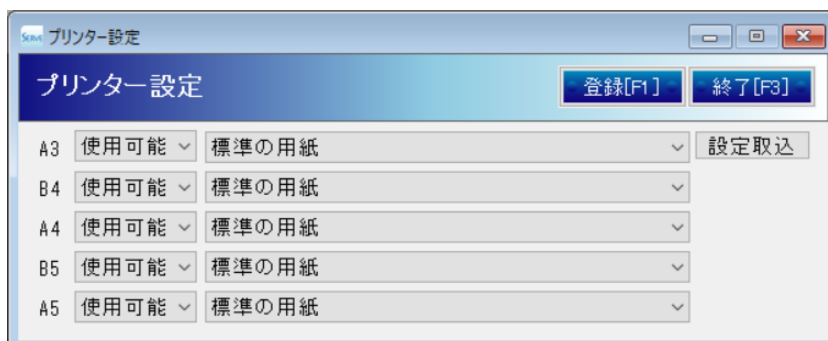 Serve プリンター設定
プリンター設定 登録[F1] 終了[F3]
A3 使用可能 標準の用紙 設定取込
B4 使用可能 標準の用紙
A4 使用可能 標準の用紙
B5 使用可能 標準の用紙
A5 使用可能 標準の用紙